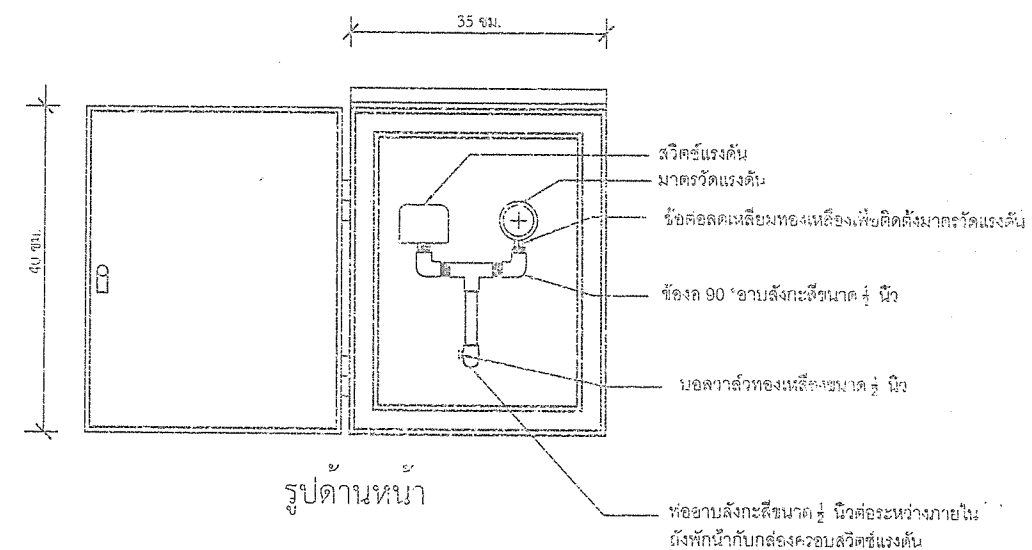 35 ซม.
40 ซม.
สวิตช์แรงดัน
มาตรวัดแรงดัน
ข้อต่อลดเหลี่ยมทองเหลืองเพื่อติดตั้งมาตรวัดแรงดัน
ข้องอ 90 °อาบสังกะสีขนาด ½ นิ้ว
บอลวาล์วทองเหลืองขนาด ½ นิ้ว
รูปด้านหน้า
ท่ออาบสังกะสีขนาด ½ นิ้วต่อระหว่างภายใน
ถังพักน้ำกับกล่องครอบสวิตช์แรงดัน